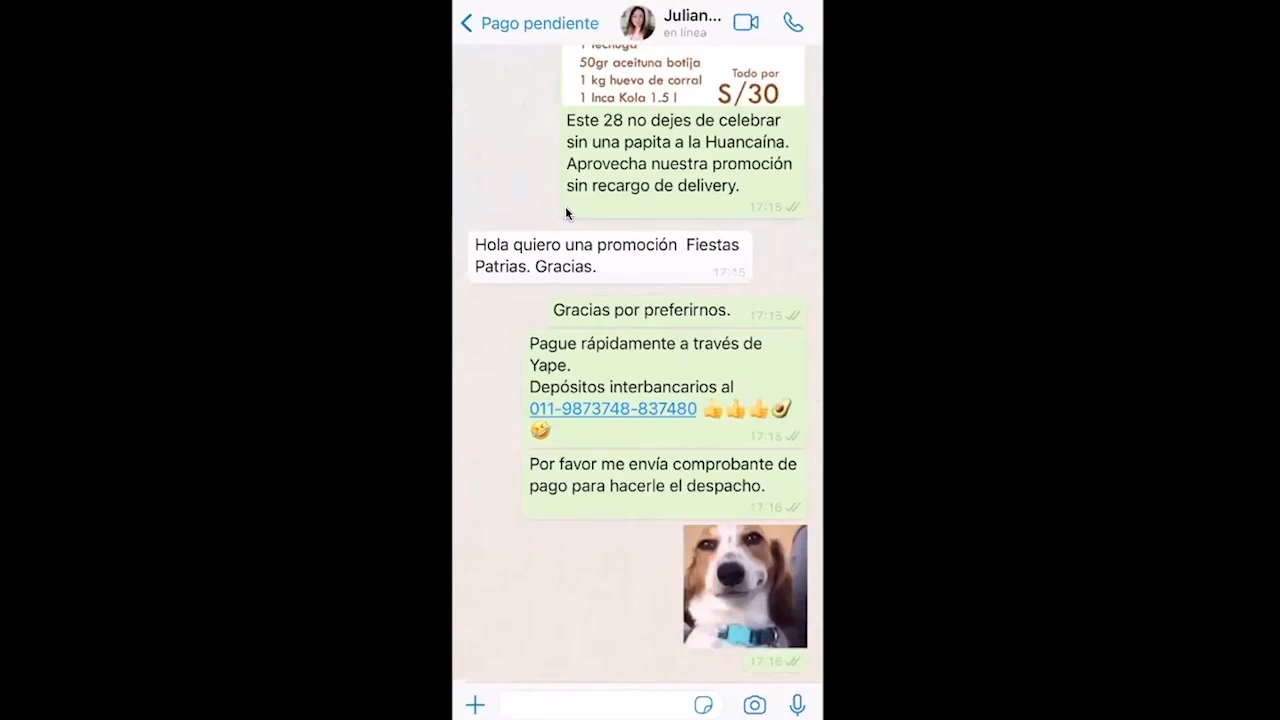 Pago pendiente
Julian...
en línea
1 lechuga
50gr aceituna botija
1 kg huevo de corral
1 Inca Kola 1.5 l
Todo por
S/30
Este 28 no dejes de celebrar
sin una papita a la Huancaína.
Aprovecha nuestra promoción
sin recargo de delivery.
17:15
Hola quiero una promoción Fiestas
Patrias. Gracias.
17:15
Gracias por preferirnos.
17:15
Pague rápidamente a través de
Yape.
Depósitos interbancarios al
011-9873748-837480 👍👍👍🥑
🤣
17:15
Por favor me envía comprobante de
pago para hacerle el despacho.
17:16
17:16